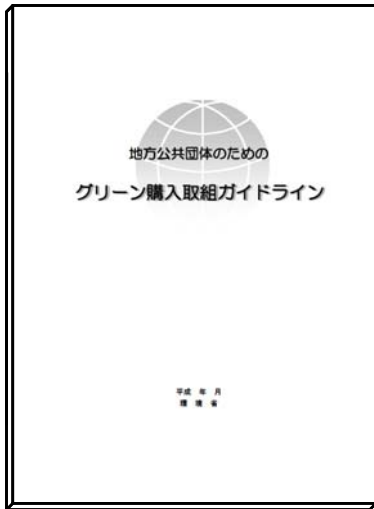 地方公共団体のための
グリーン購入取組ガイドライン
平成 年 月
環 境 省